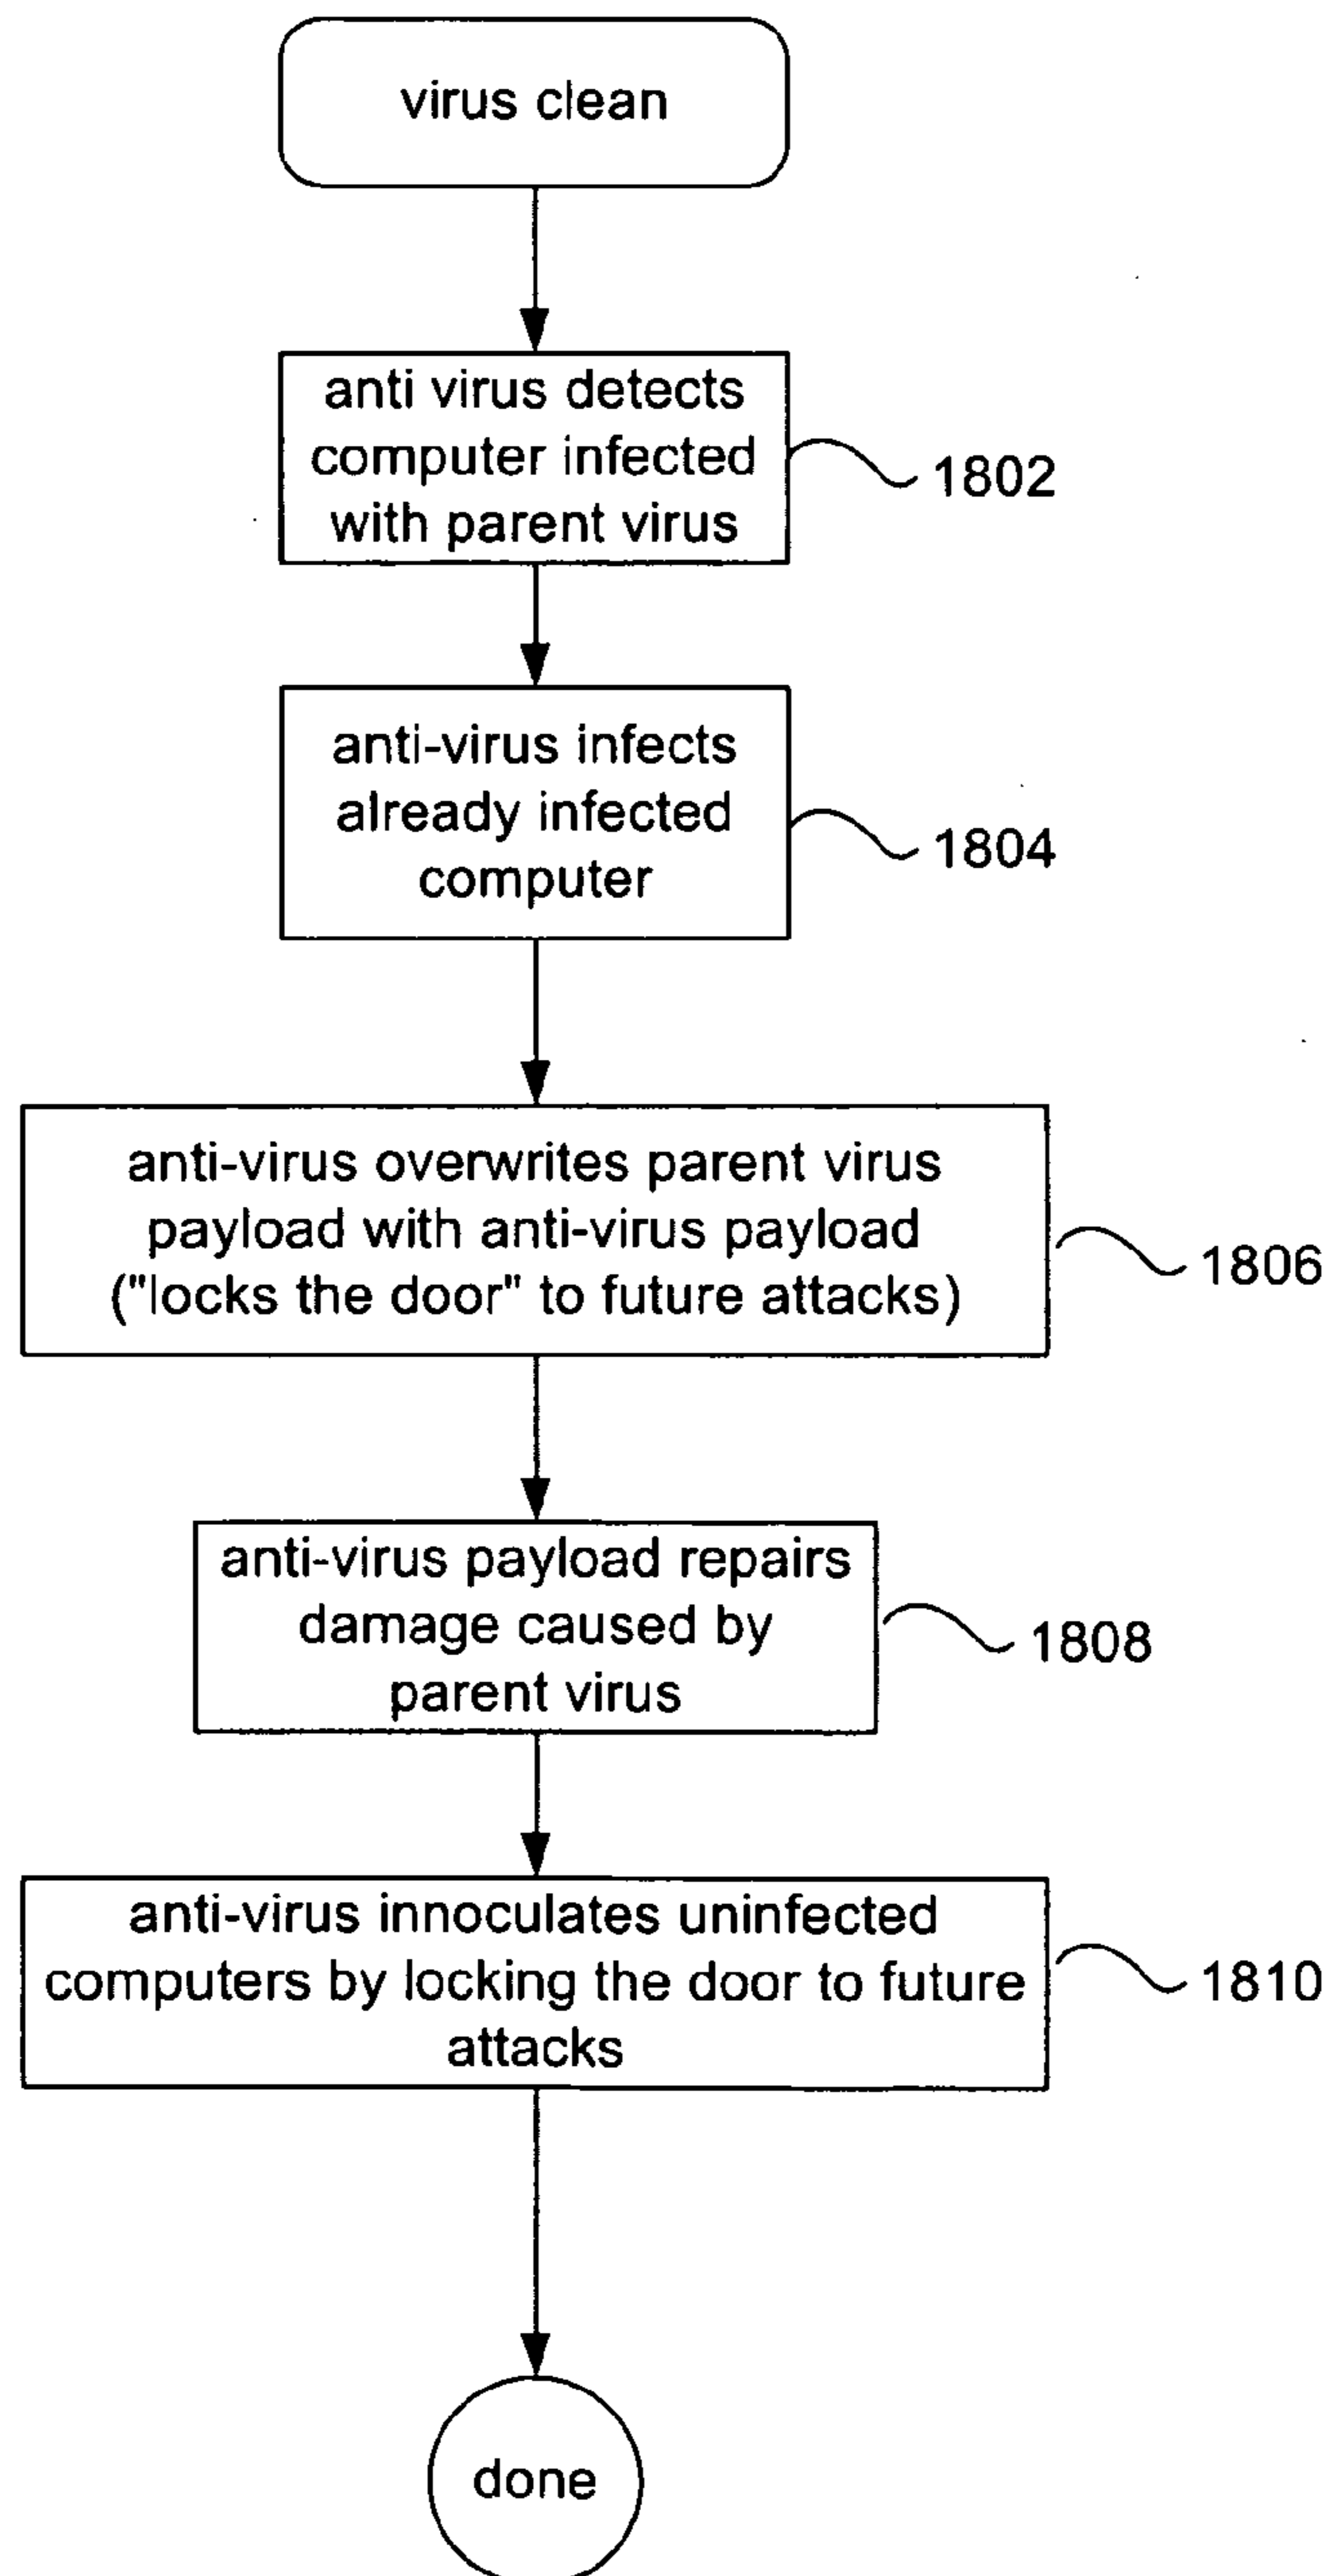 virus clean
anti virus detects
computer infected
with parent virus
1802
anti-virus infects
already infected
computer
1804
anti-virus overwrites parent virus
payload with anti-virus payload
("locks the door" to future attacks)
1806
anti-virus payload repairs
damage caused by
parent virus
1808
anti-virus innoculates uninfected
computers by locking the door to future
attacks
1810
done